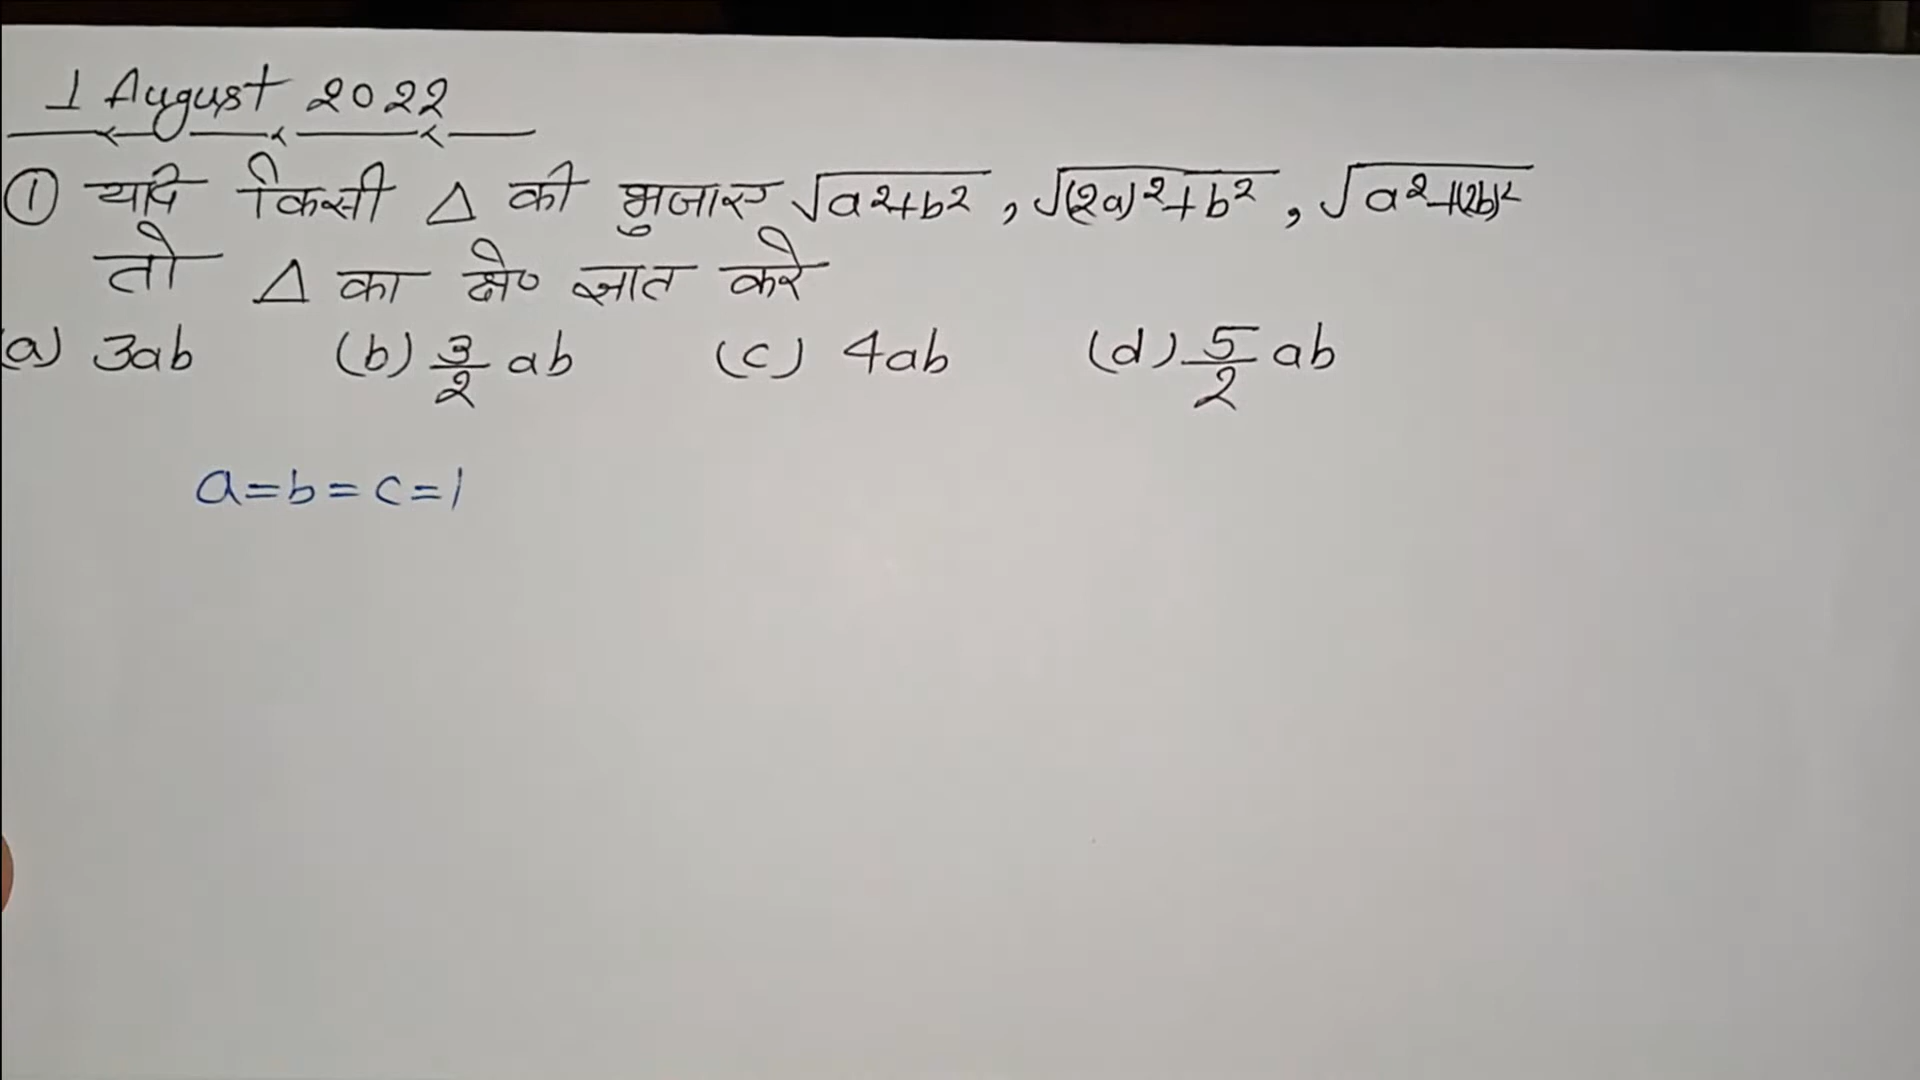 1 August 2022
① यदि किसी △ की भुजाए √(a²+b²) , √((2a)²+b²) , √(a²+(2b)²)
तो △ का क्षे० ज्ञात करे
(a) 3ab (b) 3/2 ab (c) 4ab (d) 5/2 ab
a=b=c=1